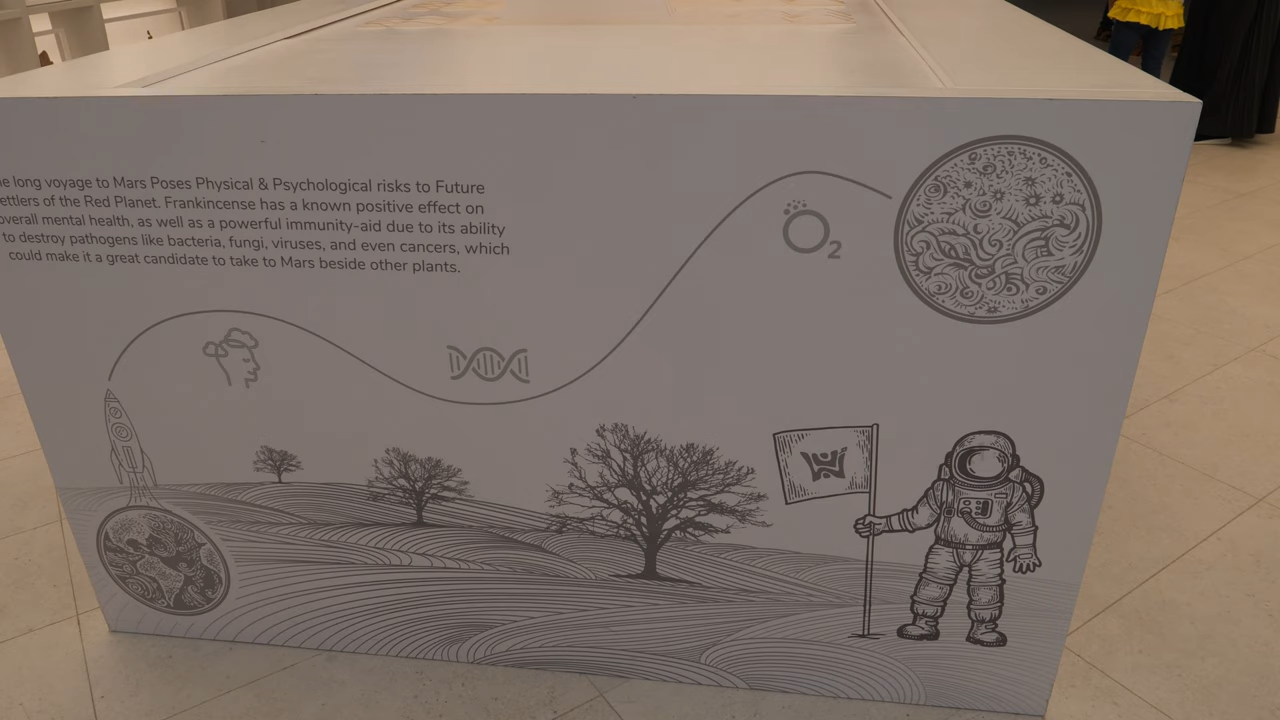 long voyage to Mars Poses Physical & Psychological risks to Future
ettlers of the Red Planet. Frankincense has a known positive effect on
overall mental health, as well as a powerful immunity-aid due to its ability
to destroy pathogens like bacteria, fungi, viruses, and even cancers, which
could make it a great candidate to take to Mars beside other plants.
O2